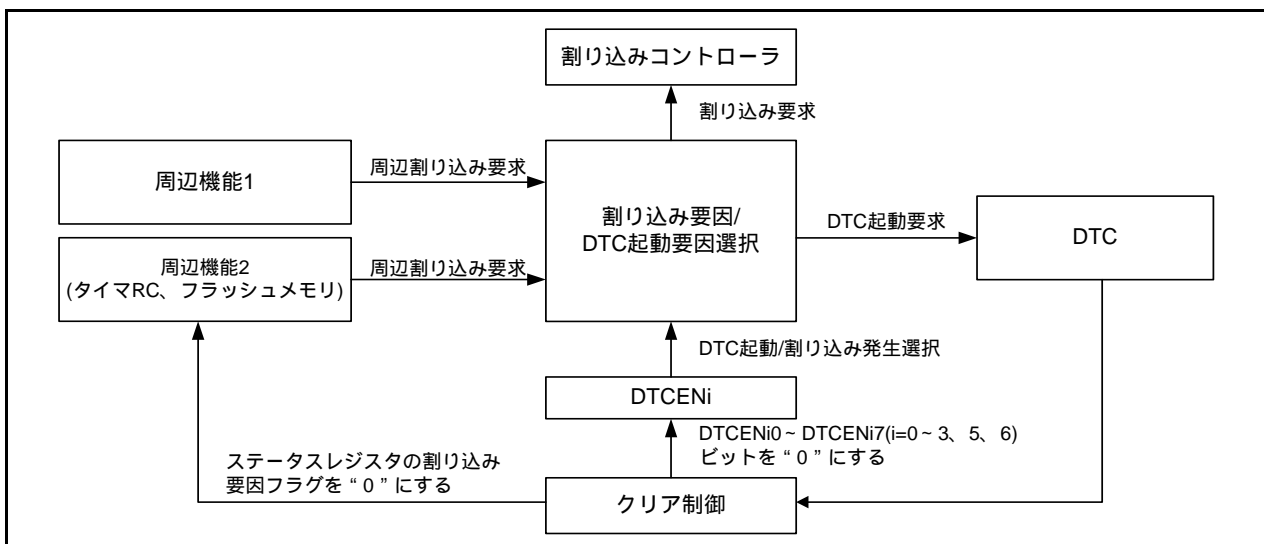 割り込みコントローラ
割り込み要求
周辺機能1
周辺割り込み要求
割り込み要因/
DTC起動要因選択
DTC起動要求
DTC
周辺機能2
(タイマRC、フラッシュメモリ)
周辺割り込み要求
DTC起動/割り込み発生選択
DTCENi
DTCENi0~DTCENi7(i=0~3、5、6)
ビットを“0”にする
ステータスレジスタの割り込み
要因フラグを“0”にする
クリア制御